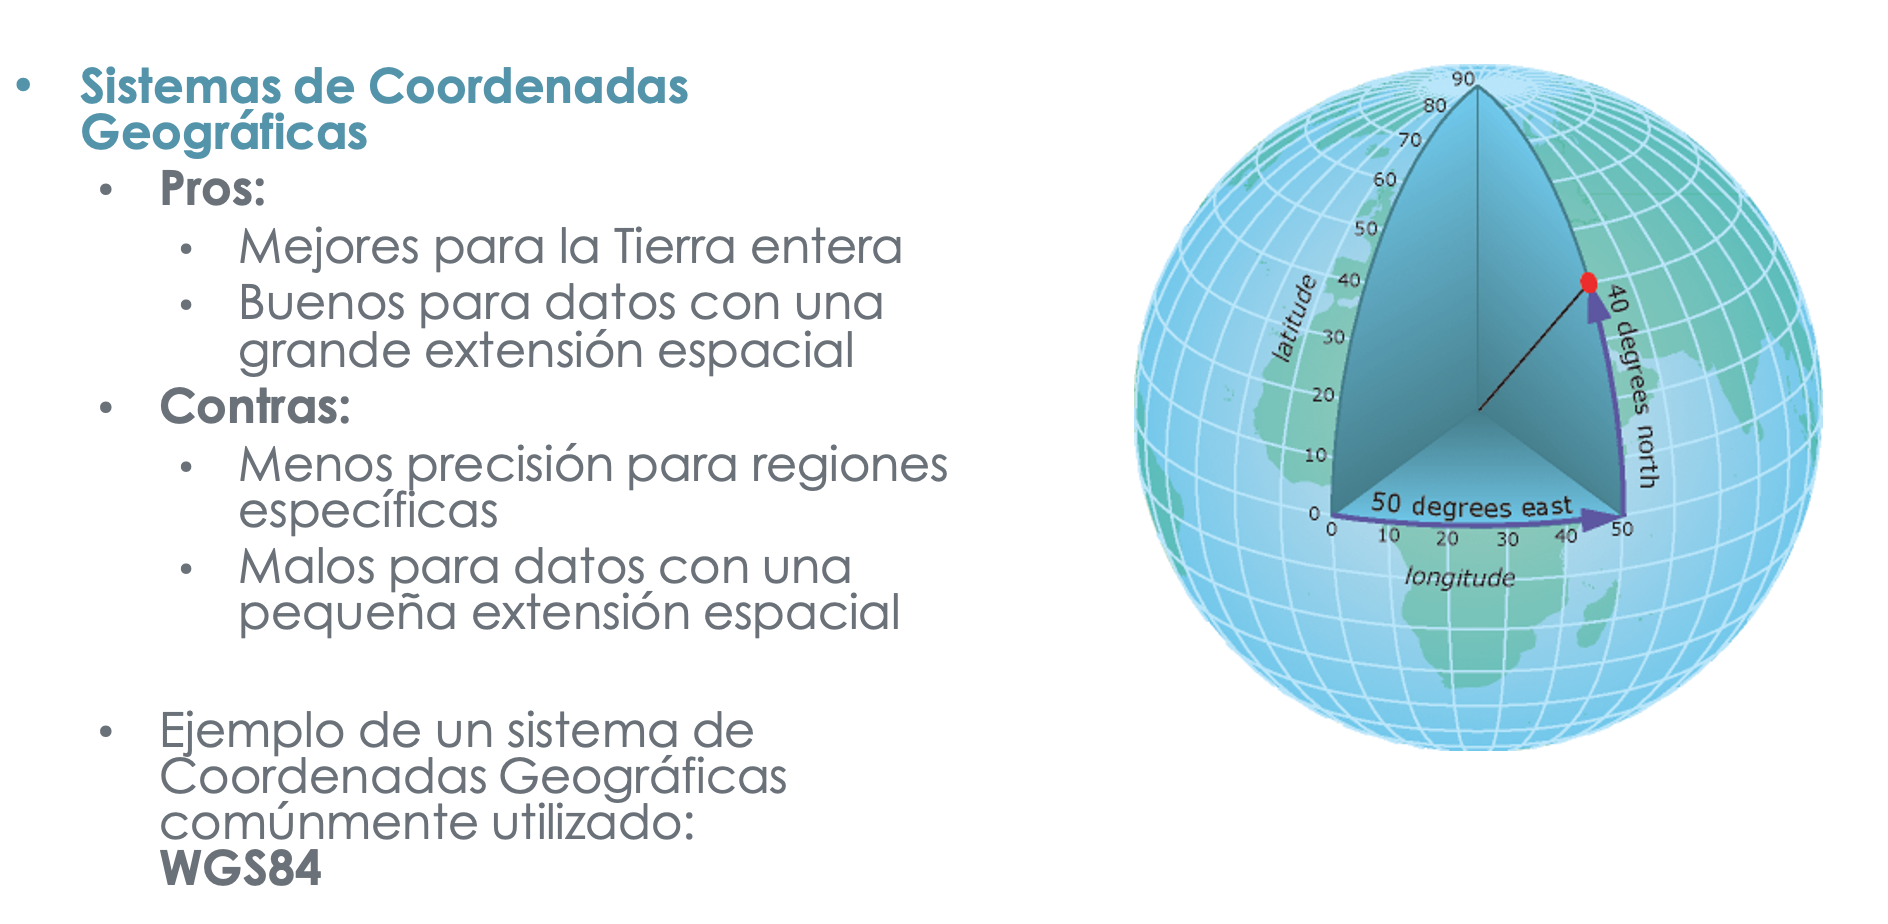 • Sistemas de Coordenadas
Geográficas
• Pros:
• Mejores para la Tierra entera
• Buenos para datos con una
grande extensión espacial
• Contras:
• Menos precisión para regiones
específicas
• Malos para datos con una
pequeña extensión espacial
• Ejemplo de un sistema de
Coordenadas Geográficas
comúnmente utilizado:
WGS84
90
80
70
60
50
40
30
20
10
0
latitude
40 degrees north
50 degrees east
0 10 20 30 40 50
longitude